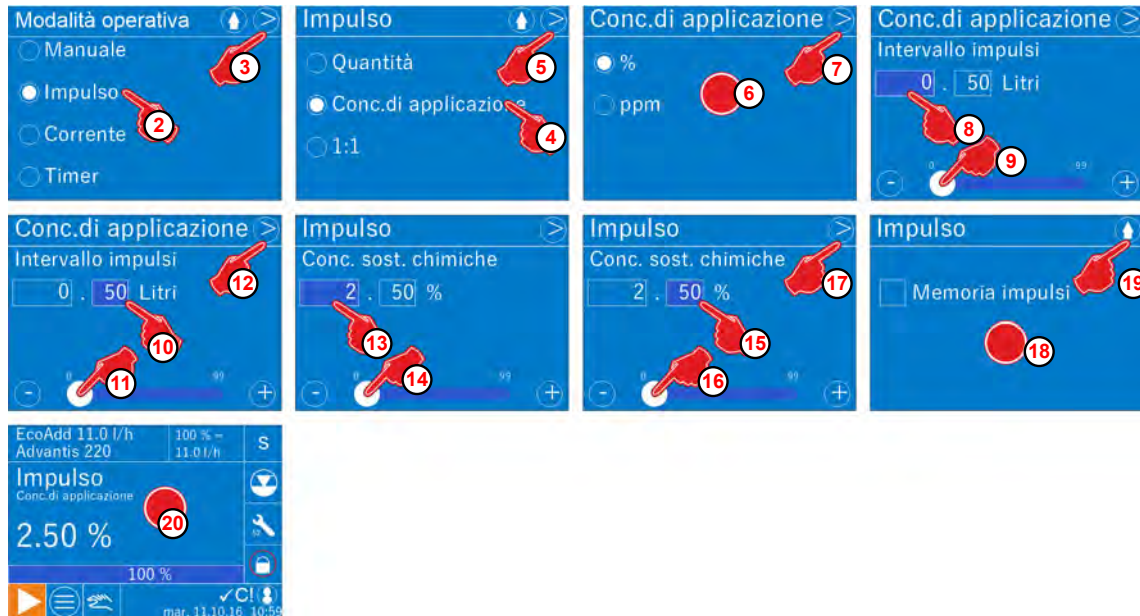 Modalità operativa >
Manuale
Impulso
Corrente
Timer
2
3
Impulso >
Quantità
Conc.di applicazione
1:1
4
5
Conc.di applicazione >
%
ppm
6
7
Conc.di applicazione >
Intervallo impulsi
0 . 50 Litri
8
9
0 99
- +
Conc.di applicazione >
Intervallo impulsi
0 . 50 Litri
12
10
11
0 99
- +
Impulso >
Conc. sost. chimiche
2 . 50 %
13
14
0 99
- +
Impulso >
Conc. sost. chimiche
2 . 50 %
17
15
16
0 99
- +
Impulso
Memoria impulsi
19
18
EcoAdd 11.0 l/h
Advantis 220
100 % =
11.0 l/h
S
Impulso
Conc.di applicazione
20
2.50 %
100 %
✓C!
mar. 11.10.16 10:59